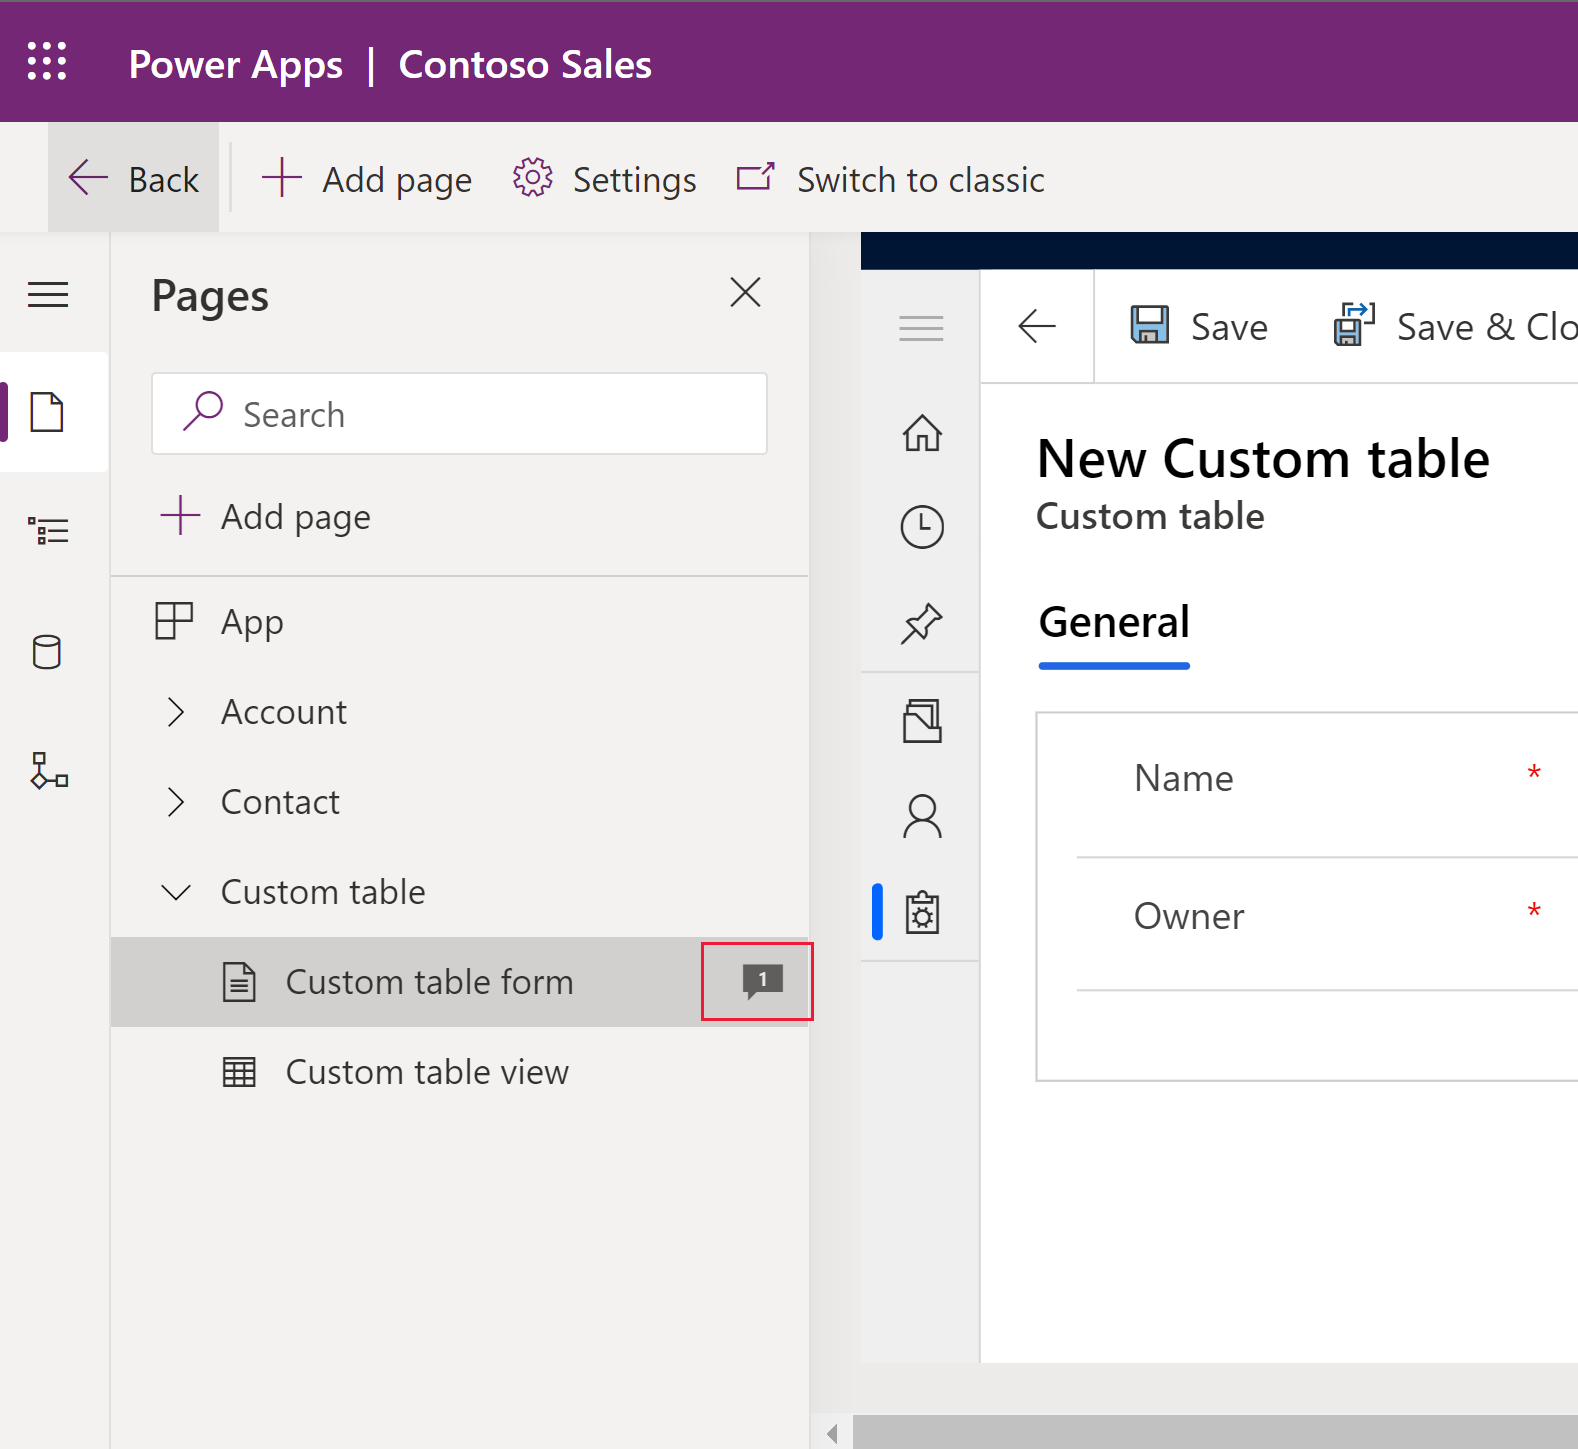 Power Apps | Contoso Sales
Back
Add page
Settings
Switch to classic
Pages
Search
Add page
App
Account
Contact
Custom table
Custom table form
1
Custom table view
Save
Save & Clo
New Custom table
Custom table
General
Name *
Owner *